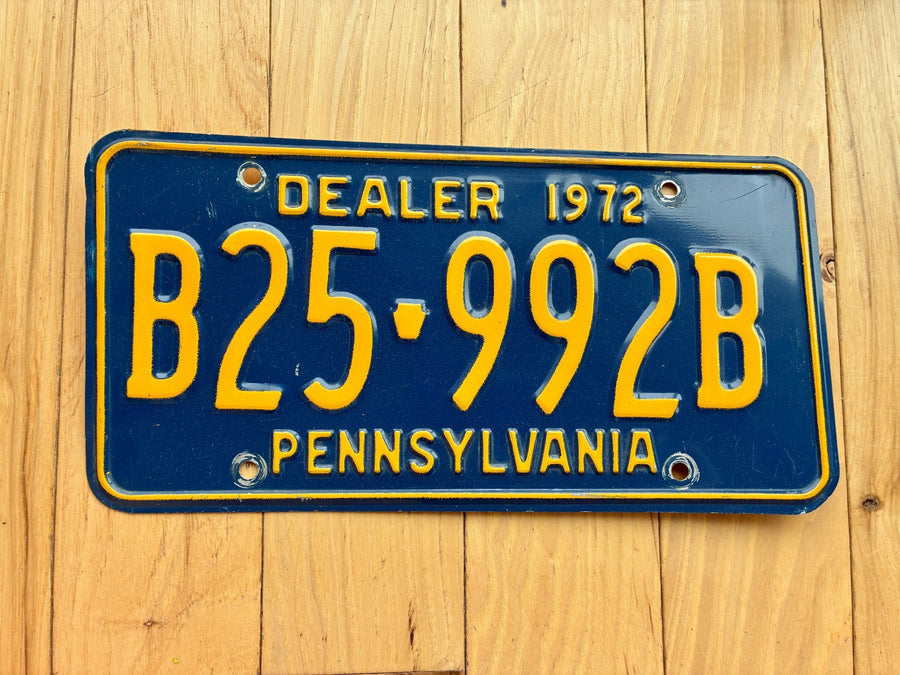 DEALER 1972
B25-992B
PENNSYLVANIA